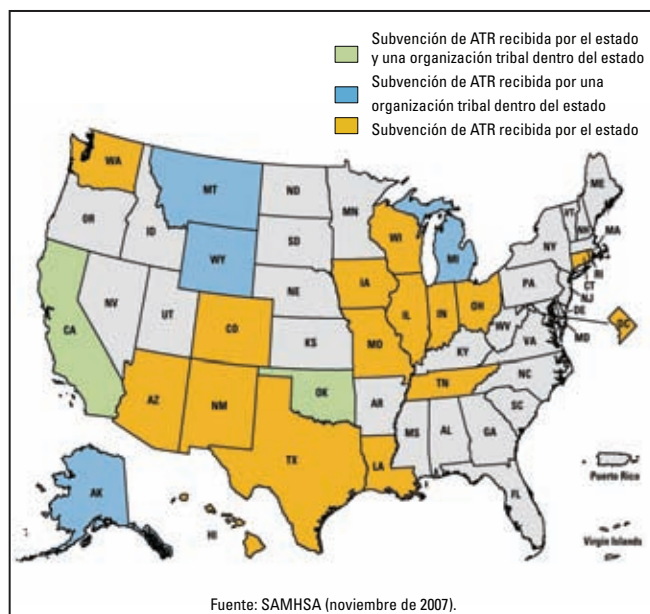 Subvención de ATR recibida por el estado
y una organización tribal dentro del estado
Subvención de ATR recibida por una
organización tribal dentro del estado
Subvención de ATR recibida por el estado
WA
MT
ND
MN
ME
VT
NH
MA
OR
ID
SD
WI
NY
WY
MI
RI
CT
NJ
PA
IA
NE
DE
DC
NV
UT
IL
IN
OH
MD
CA
CO
WV
VA
KS
MO
KY
NC
TN
AZ
NM
OK
AR
SC
MS
AL
GA
TX
LA
FL
AK
HI
Puerto Rico
Virgin Islands
Fuente: SAMHSA (noviembre de 2007).